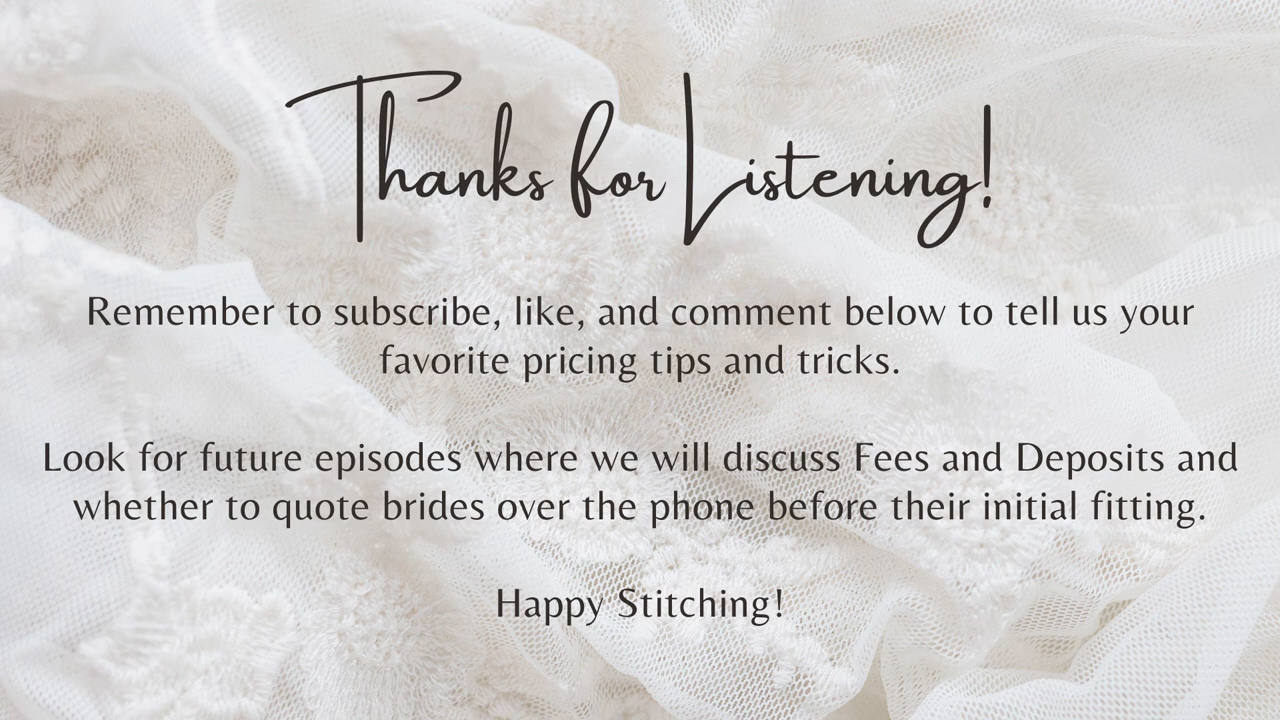 Thanks for Listening!
Remember to subscribe, like, and comment below to tell us your
favorite pricing tips and tricks.
Look for future episodes where we will discuss Fees and Deposits and
whether to quote brides over the phone before their initial fitting.
Happy Stitching!